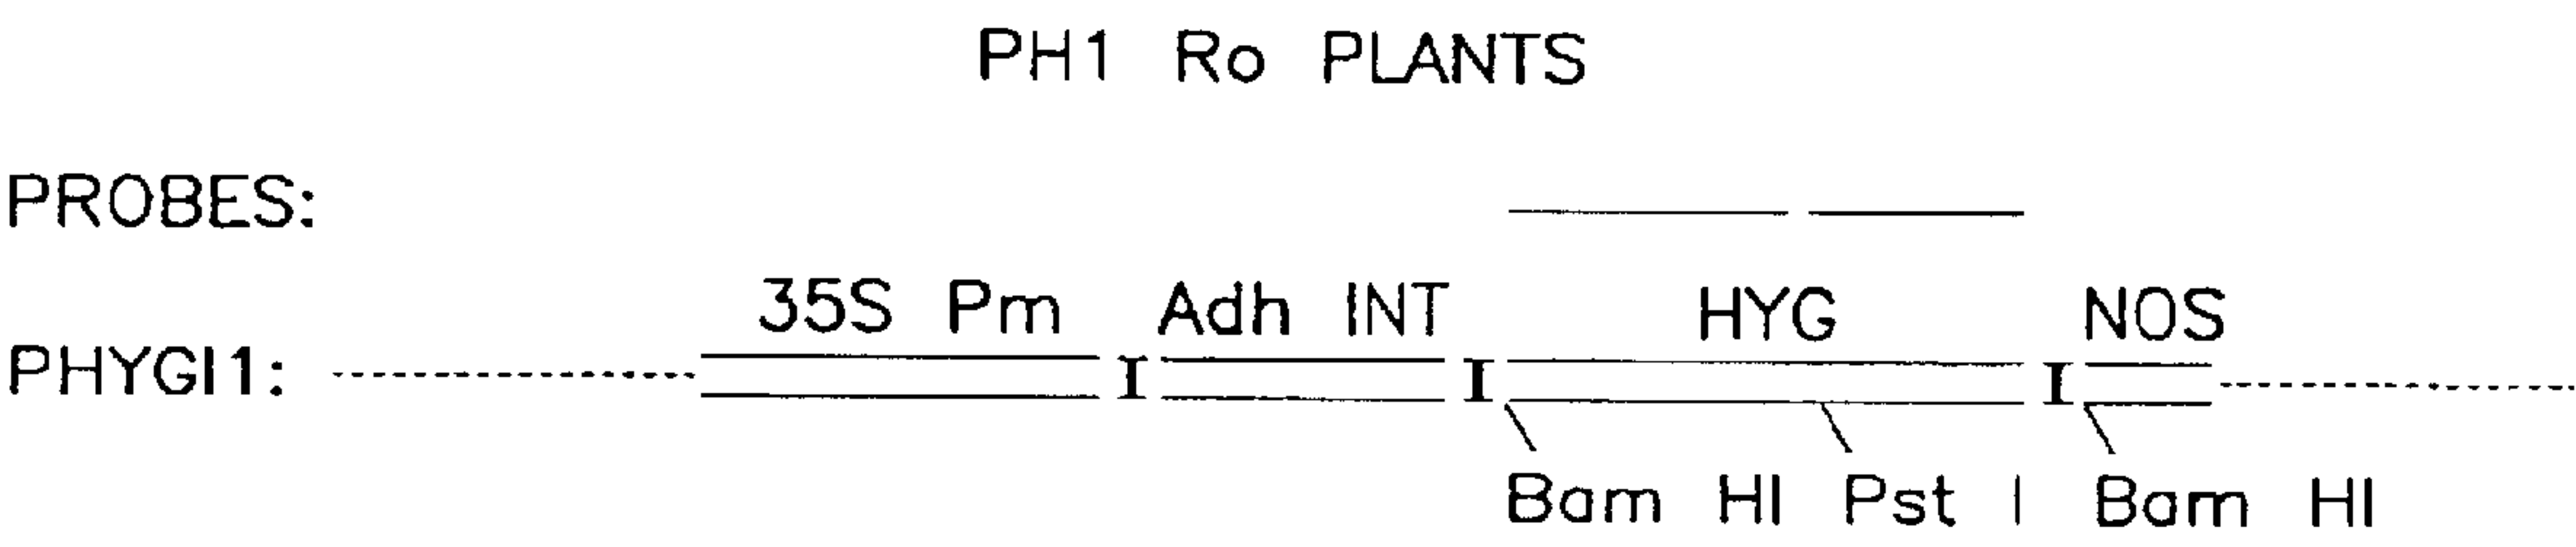 PH1 Ro PLANTS
PROBES:
35S Pm Adh INT HYG NOS
PHYGI1: I I I
Bam HI Pst I Bam HI